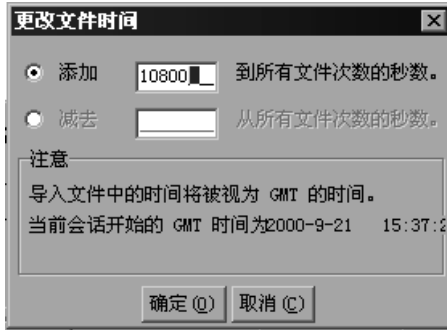 更改文件时间
添加 10800 到所有文件次数的秒数。
减去 从所有文件次数的秒数。
注意
导入文件中的时间将被视为 GMT 的时间。
当前会话开始的 GMT 时间为2000-9-21 15:37:2
确定(O) 取消(C)